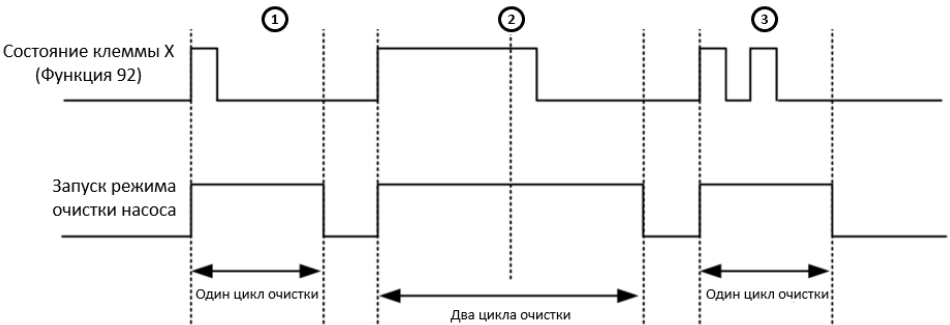 1
2
3
Состояние клеммы X
(Функция 92)
Запуск режима
очистки насоса
Один цикл очистки
Два цикла очистки
Один цикл очистки